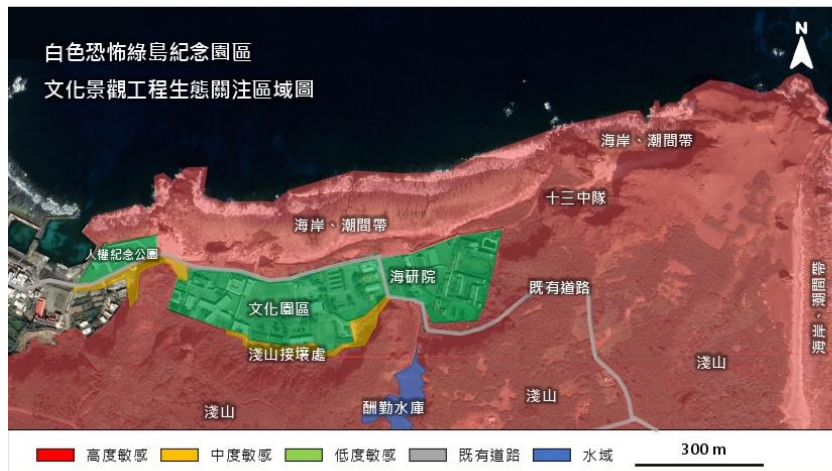 白色恐怖綠島紀念園區
文化景觀工程生態關注區域圖
N
海岸、潮間帶
十三中隊
海岸、潮間帶
人權紀念公園
海研院
文化園區
既有道路
海岸、潮間帶
淺山接壤處
淺山
淺山
淺山
酬勤水庫
高度敏感
中度敏感
低度敏感
既有道路
水域
300 m